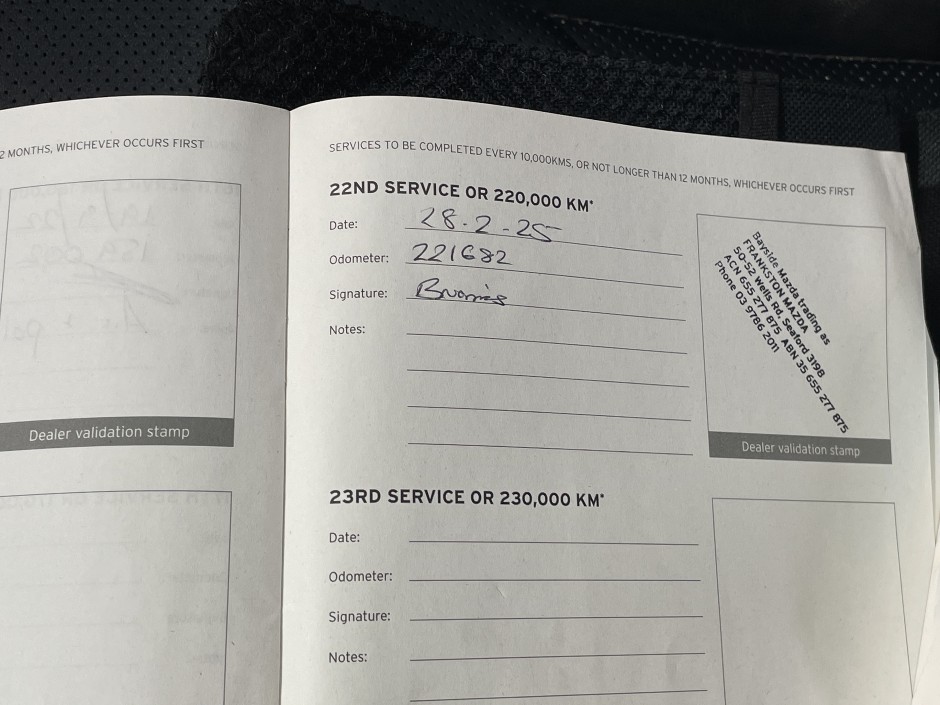 2 MONTHS, WHICHEVER OCCURS FIRST
Dealer validation stamp
SERVICES TO BE COMPLETED EVERY 10,000KMS, OR NOT LONGER THAN 12 MONTHS, WHICHEVER OCCURS FIRST
22ND SERVICE OR 220,000 KM*
Date: 28-2-25
Odometer: 221682
Signature:
Notes:
Bayside Mazda trading as
FRANKSTON MAZDA
50-52 Wells Rd, Seaford 3198
ACN 655 277 875 ABN 35 655 277 875
Phone 03 9786 2011
Dealer validation stamp
23RD SERVICE OR 230,000 KM*
Date:
Odometer:
Signature:
Notes: